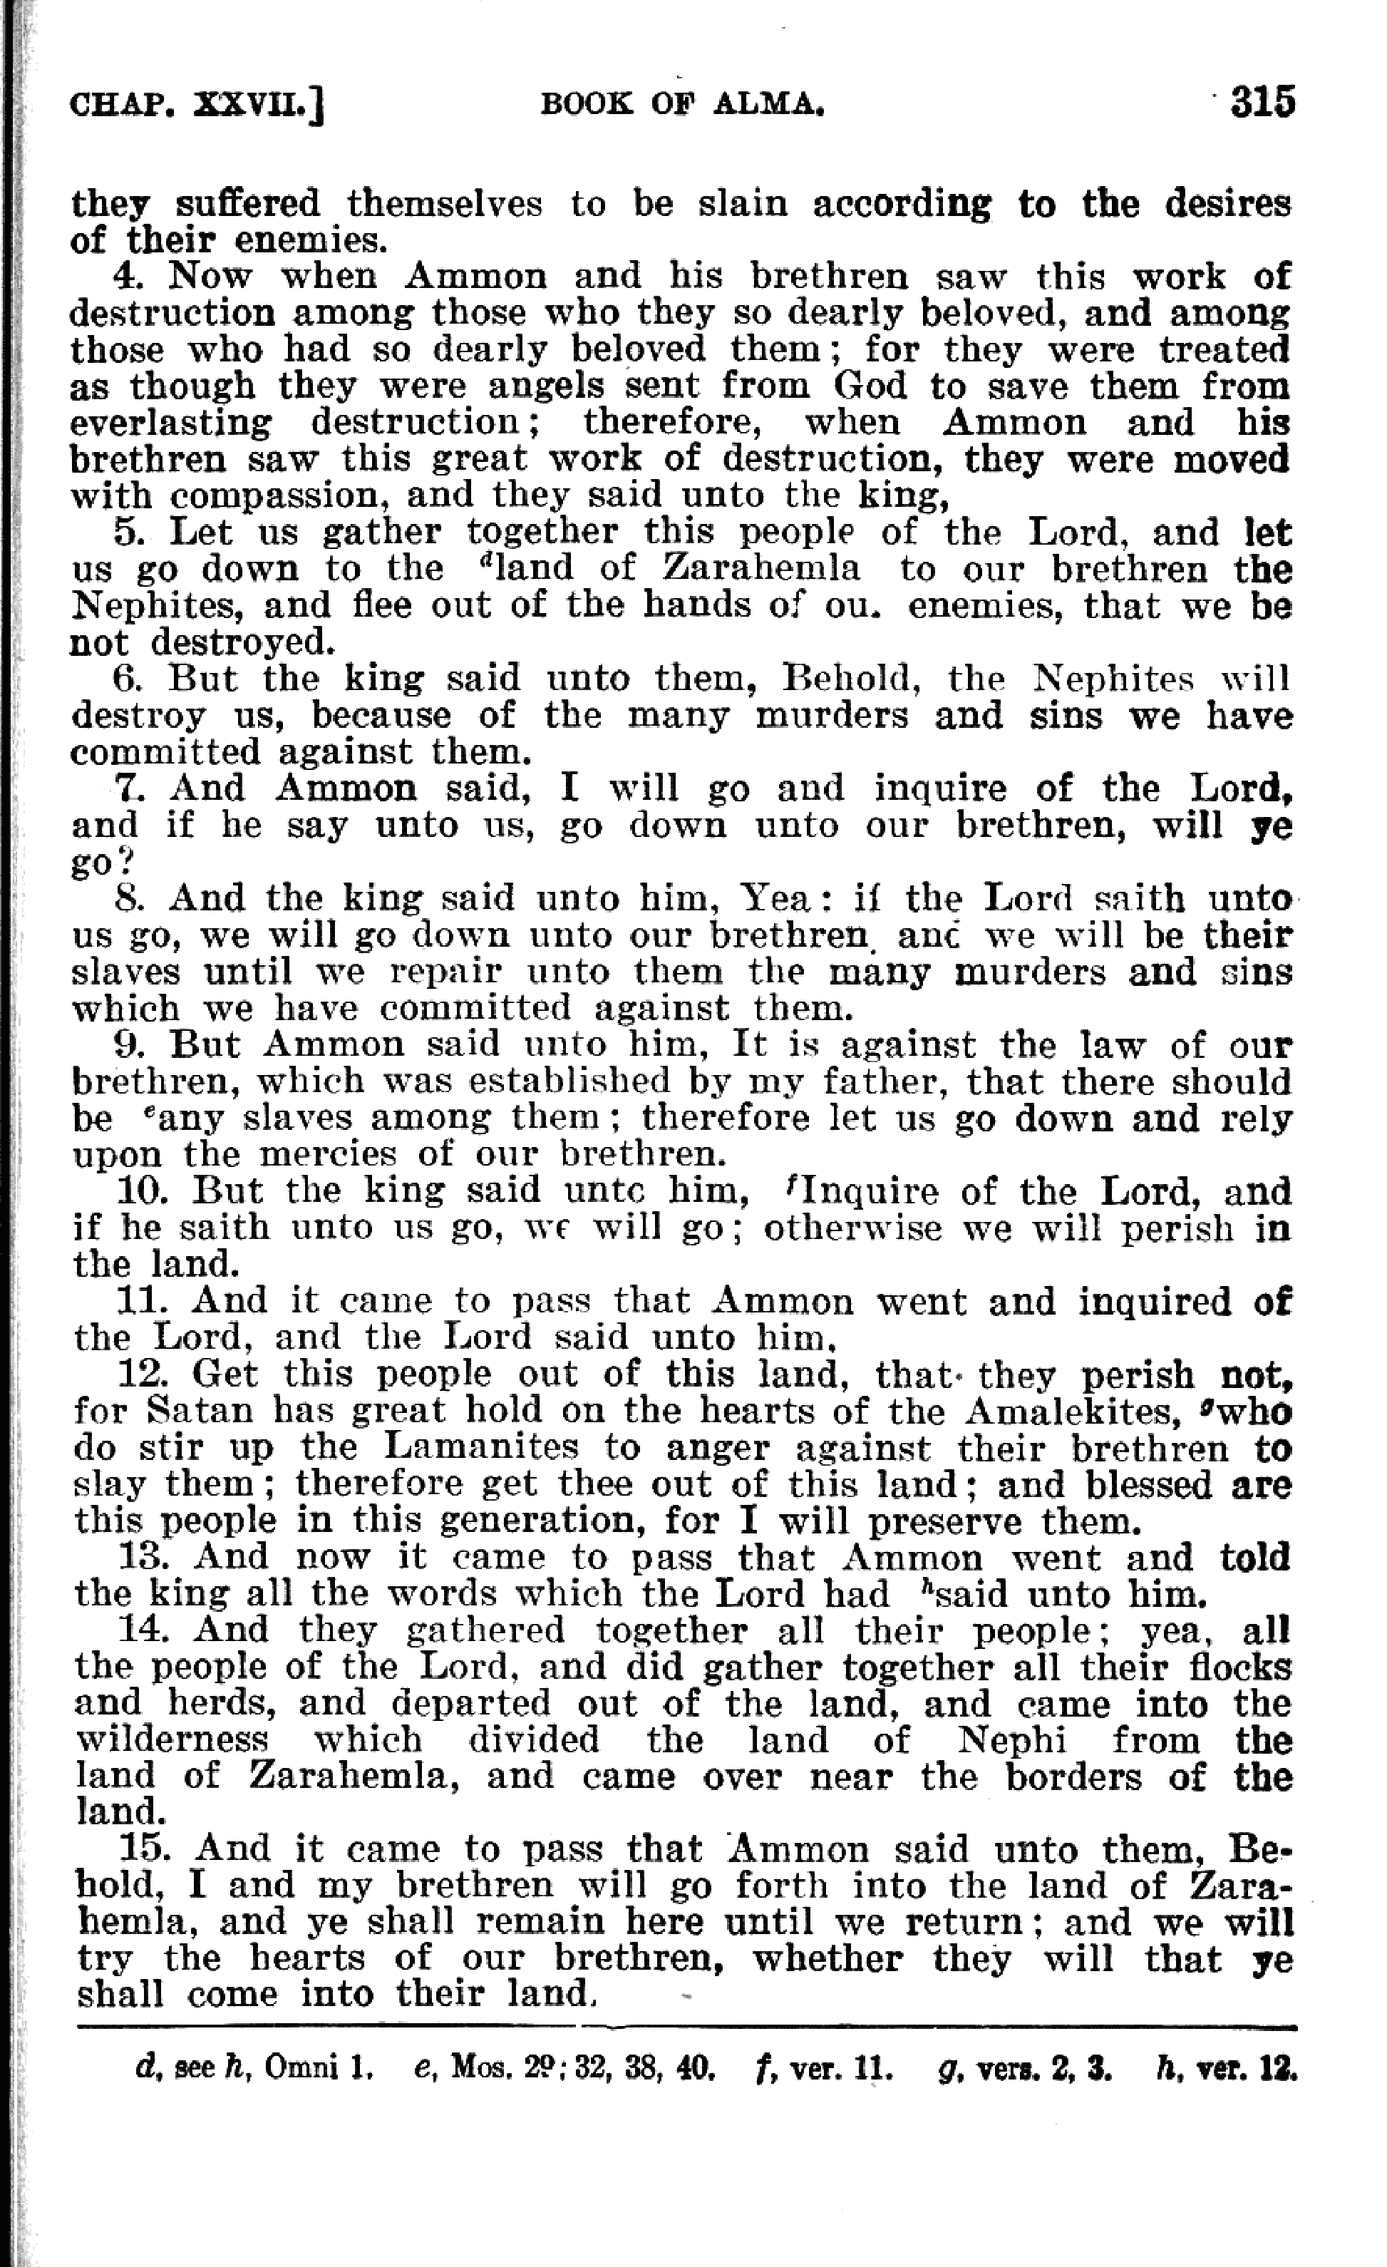 CHAP. XXVII.] BOOK OF ALMA. 315
they suffered themselves to be slain according to the desires
of their enemies.
4. Now when Ammon and his brethren saw this work of
destruction among those who they so dearly beloved, and among
those who had so dearly beloved them; for they were treated
as though they were angels sent from God to save them from
everlasting destruction; therefore, when Ammon and his
brethren saw this great work of destruction, they were moved
with compassion, and they said unto the king,
5. Let us gather together this people of the Lord, and let
us go down to the ᵈland of Zarahemla to our brethren the
Nephites, and flee out of the hands of ou. enemies, that we be
not destroyed.
6. But the king said unto them, Behold, the Nephites will
destroy us, because of the many murders and sins we have
committed against them.
7. And Ammon said, I will go and inquire of the Lord,
and if he say unto us, go down unto our brethren, will ye
go?
8. And the king said unto him, Yea: if the Lord saith unto
us go, we will go down unto our brethren, and we will be their
slaves until we repair unto them the many murders and sins
which we have committed against them.
9. But Ammon said unto him, It is against the law of our
brethren, which was established by my father, that there should
be ᵉany slaves among them; therefore let us go down and rely
upon the mercies of our brethren.
10. But the king said unto him, ᶠInquire of the Lord, and
if he saith unto us go, we will go; otherwise we will perish in
the land.
11. And it came to pass that Ammon went and inquired of
the Lord, and the Lord said unto him,
12. Get this people out of this land, that they perish not,
for Satan has great hold on the hearts of the Amalekites, ᵍwho
do stir up the Lamanites to anger against their brethren to
slay them; therefore get thee out of this land; and blessed are
this people in this generation, for I will preserve them.
13. And now it came to pass that Ammon went and told
the king all the words which the Lord had ʰsaid unto him.
14. And they gathered together all their people; yea, all
the people of the Lord, and did gather together all their flocks
and herds, and departed out of the land, and came into the
wilderness which divided the land of Nephi from the
land of Zarahemla, and came over near the borders of the
land.
15. And it came to pass that Ammon said unto them, Be-
hold, I and my brethren will go forth into the land of Zara-
hemla, and ye shall remain here until we return; and we will
try the hearts of our brethren, whether they will that ye
shall come into their land.
d, see h, Omni 1. e, Mos. 29:32, 38, 40. f, ver. 11. g, vers. 2, 3. h, ver. 12.